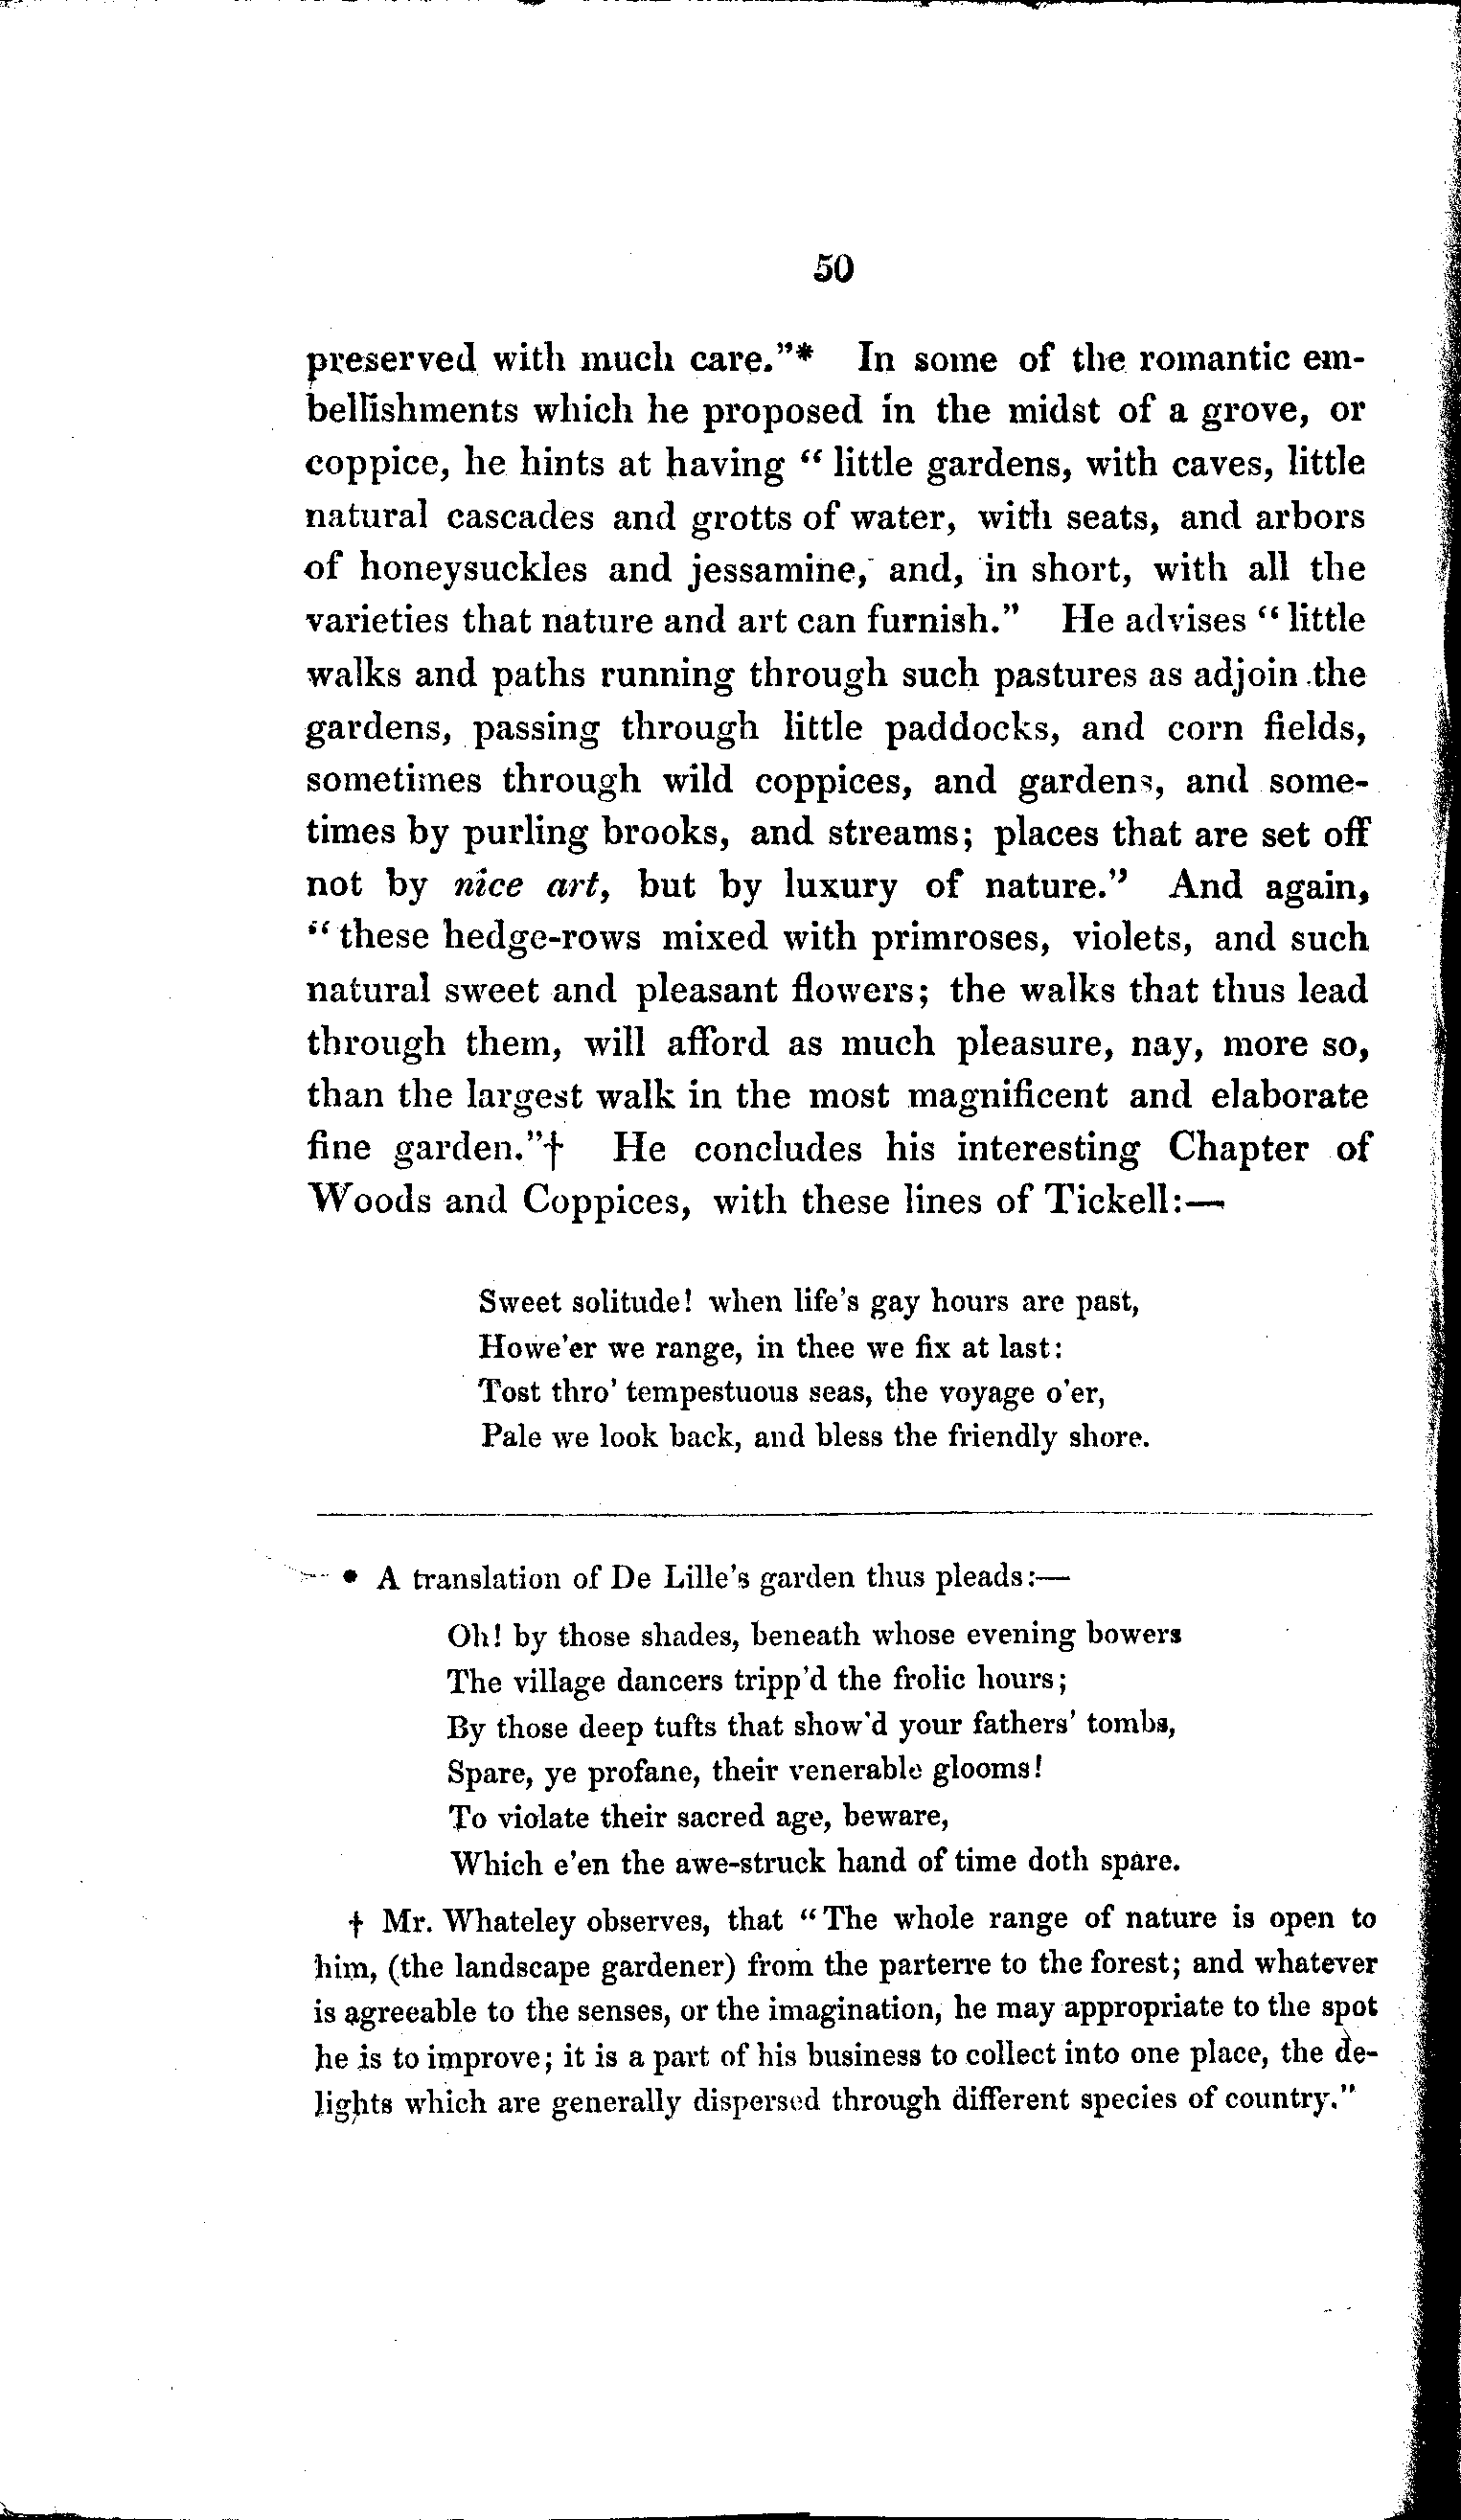 50
preserved with much care."* In some of the romantic em-
bellishments which he proposed in the midst of a grove, or
coppice, he hints at having "little gardens, with caves, little
natural cascades and grotts of water, with seats, and arbors
of honeysuckles and jessamine, and, in short, with all the
varieties that nature and art can furnish." He advises "little
walks and paths running through such pastures as adjoin the
gardens, passing through little paddocks, and corn fields,
sometimes through wild coppices, and gardens, and some-
times by purling brooks, and streams; places that are set off
not by nice art, but by luxury of nature." And again,
"these hedge-rows mixed with primroses, violets, and such
natural sweet and pleasant flowers; the walks that thus lead
through them, will afford as much pleasure, nay, more so,
than the largest walk in the most magnificent and elaborate
fine garden."† He concludes his interesting Chapter of
Woods and Coppices, with these lines of Tickell:—
Sweet solitude! when life's gay hours are past,
Howe'er we range, in thee we fix at last:
Tost thro' tempestuous seas, the voyage o'er,
Pale we look back, and bless the friendly shore.
* A translation of De Lille's garden thus pleads:—
Oh! by those shades, beneath whose evening bowers
The village dancers tripp'd the frolic hours;
By those deep tufts that show'd your fathers' tombs,
Spare, ye profane, their venerable glooms!
To violate their sacred age, beware,
Which e'en the awe-struck hand of time doth spare.
† Mr. Whateley observes, that "The whole range of nature is open to
him, (the landscape gardener) from the parterre to the forest; and whatever
is agreeable to the senses, or the imagination, he may appropriate to the spot
he is to improve; it is a part of his business to collect into one place, the de-
lights which are generally dispersed through different species of country."